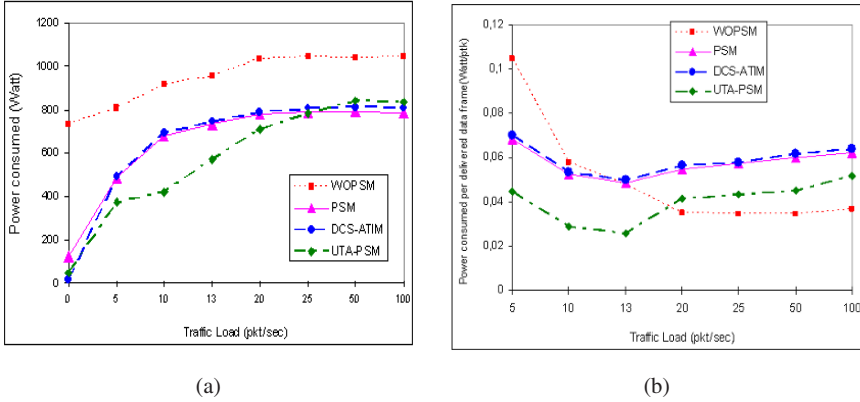 1200
1000
800
600
400
200
0
Power consumed (Watt)
WOPSM
PSM
DCS-ATIM
UTA-PSM
0 5 10 13 20 25 50 100
Traffic Load (pkt/sec)
(a)
0,12
0,1
0,08
0,06
0,04
0,02
0
Power consumed per delivered data frame(Watt/ptk)
WOPSM
PSM
DCS-ATIM
UTA-PSM
5 10 13 20 25 50 100
Traffic Load (pkt/sec)
(b)